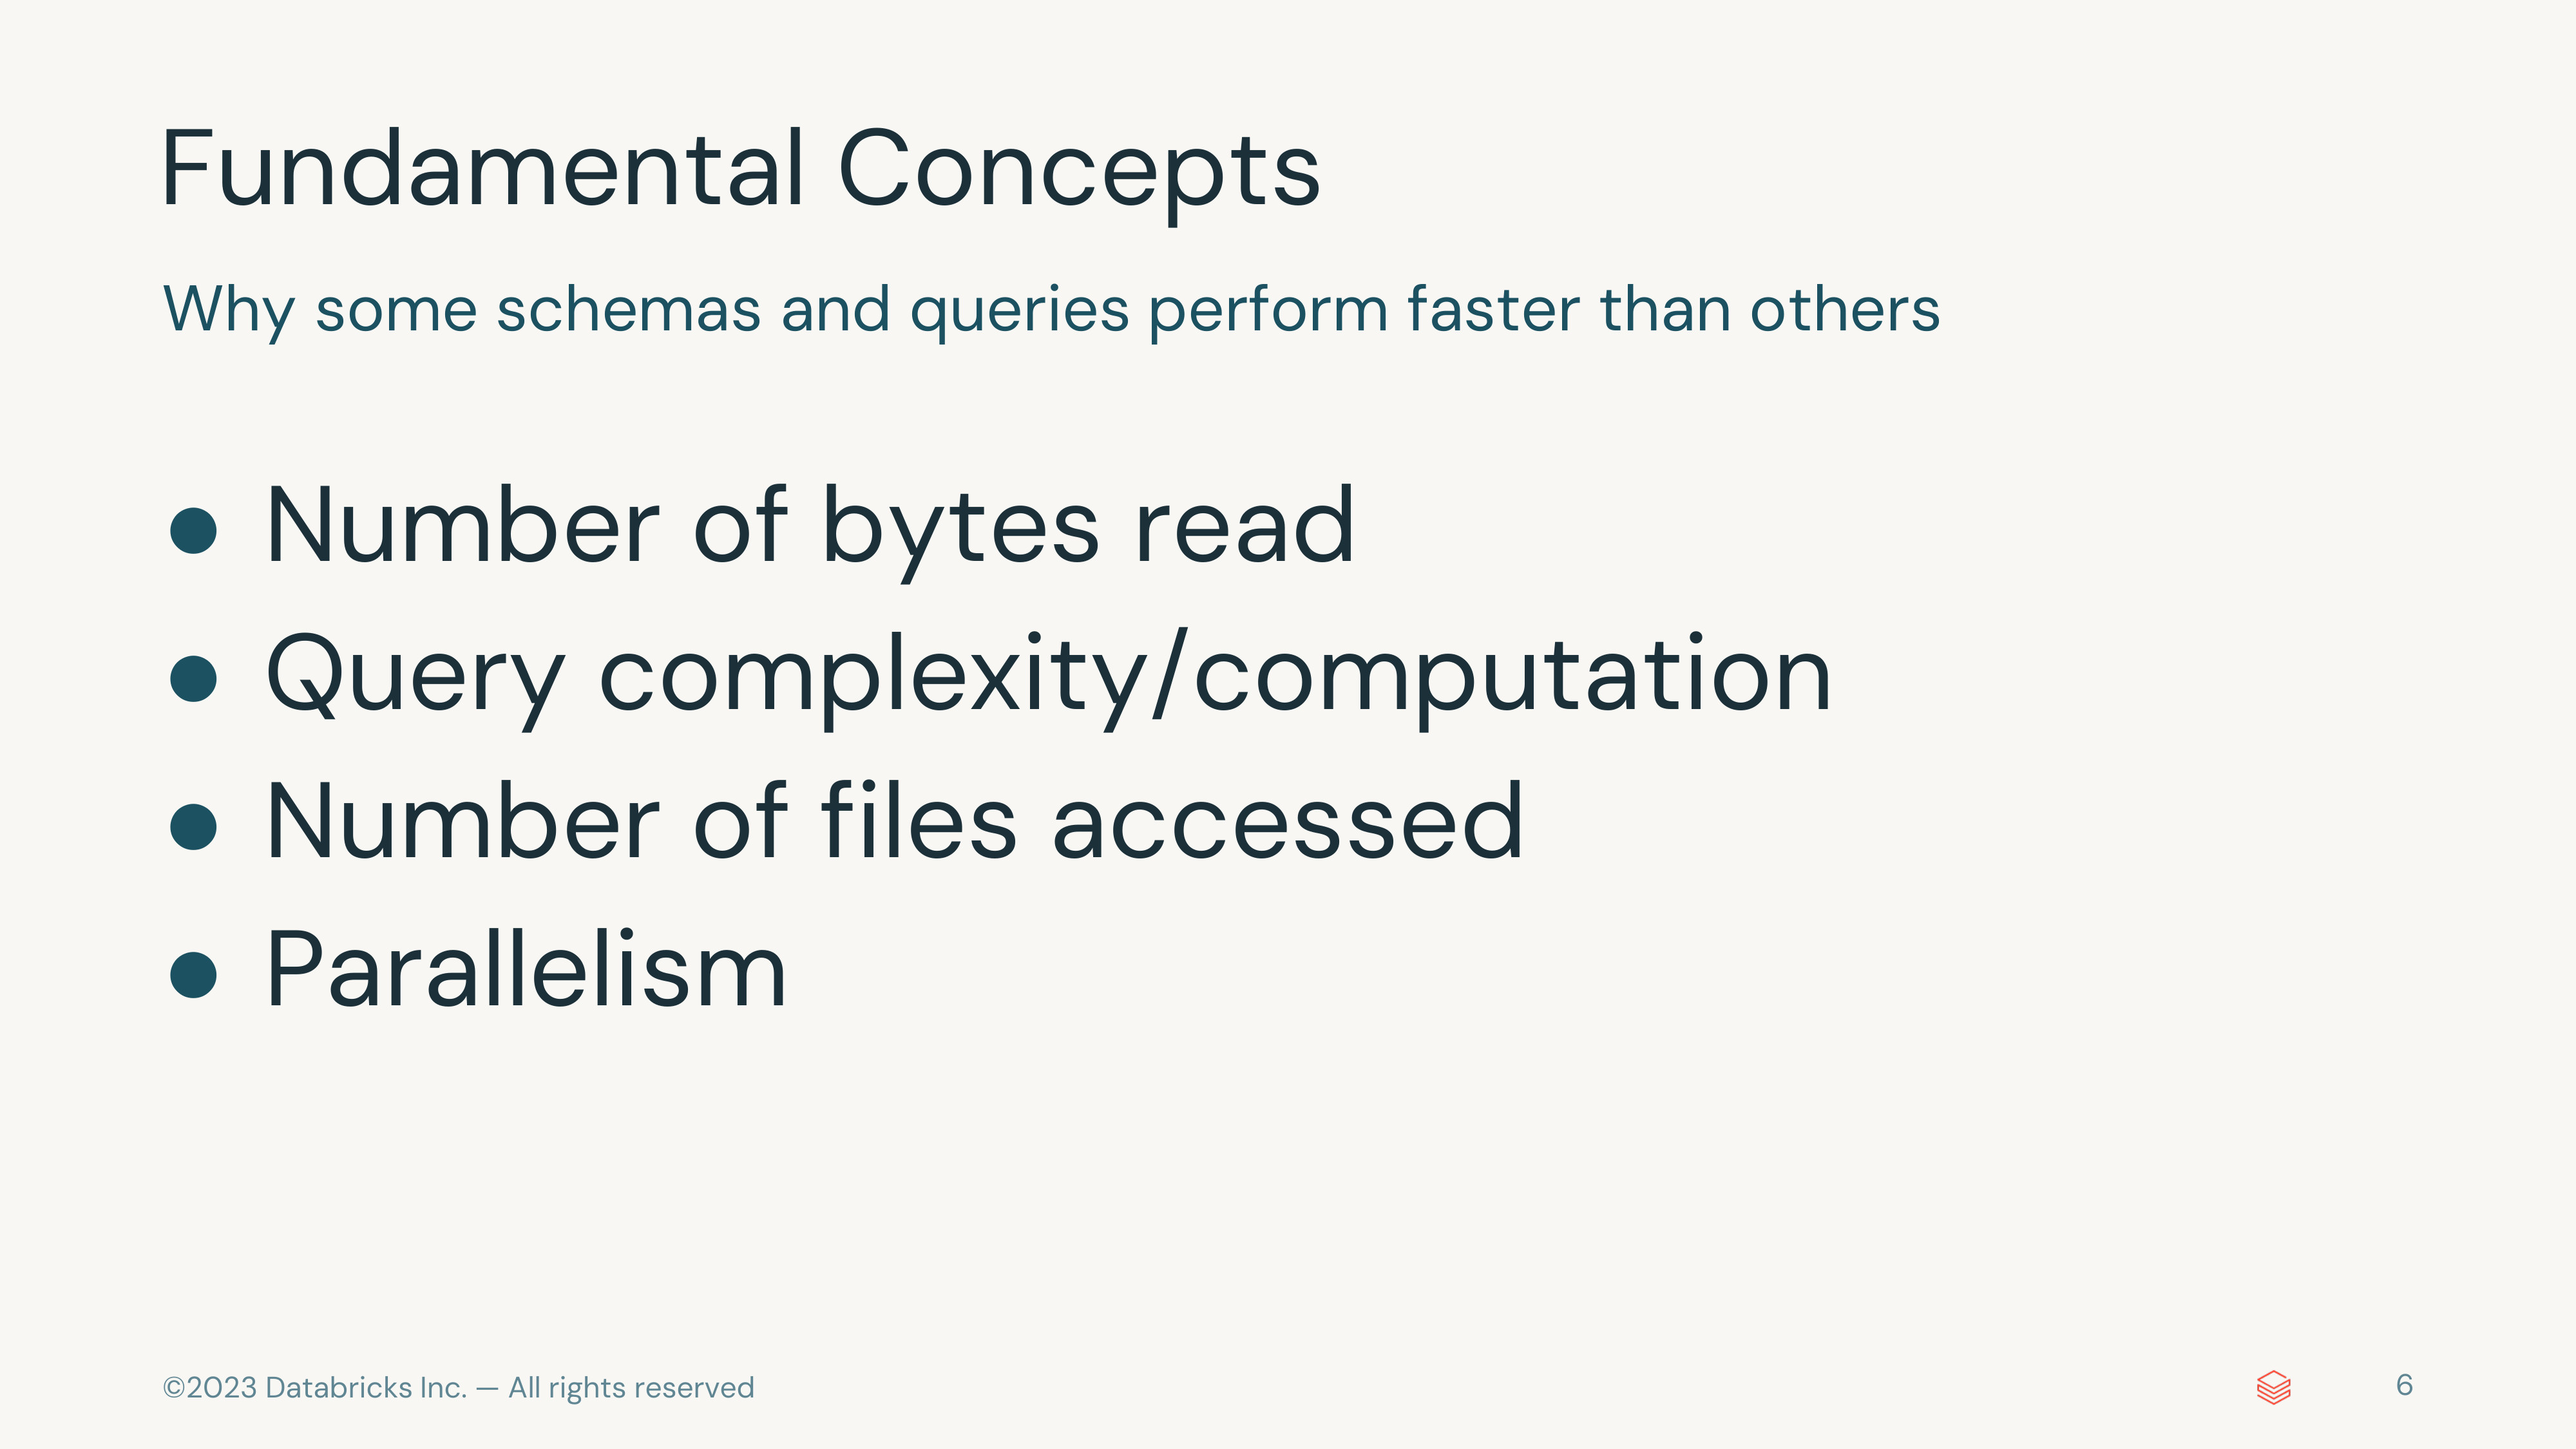 Fundamental Concepts
Why some schemas and queries perform faster than others
● Number of bytes read
● Query complexity/computation
● Number of files accessed
● Parallelism
©2023 Databricks Inc. — All rights reserved
6